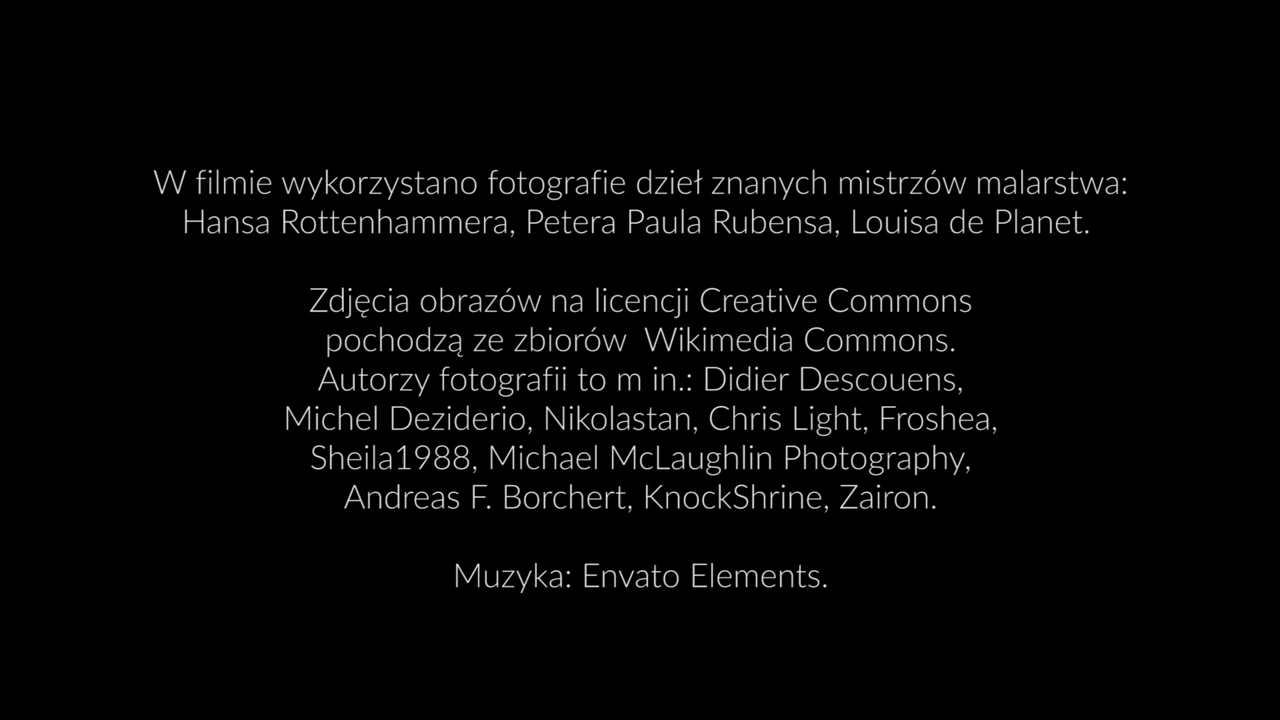 W filmie wykorzystano fotografie dzieł znanych mistrzów malarstwa:
Hansa Rottenhammera, Petera Paula Rubensa, Louisa de Planet.
Zdjęcia obrazów na licencji Creative Commons
pochodzą ze zbiorów  Wikimedia Commons.
Autorzy fotografii to m in.: Didier Descouens,
Michel Deziderio, Nikolastan, Chris Light, Froshea,
Sheila1988, Michael McLaughlin Photography,
Andreas F. Borchert, KnockShrine, Zairon.
Muzyka: Envato Elements.